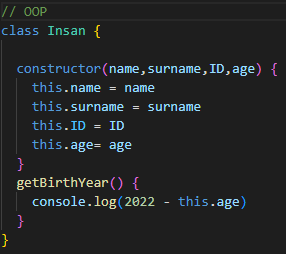 // OOP
class Insan {
constructor(name,surname,ID,age) {
this.name = name
this.surname = surname
this.ID = ID
this.age= age
}
getBirthYear() {
console.log(2022 - this.age)
}
}